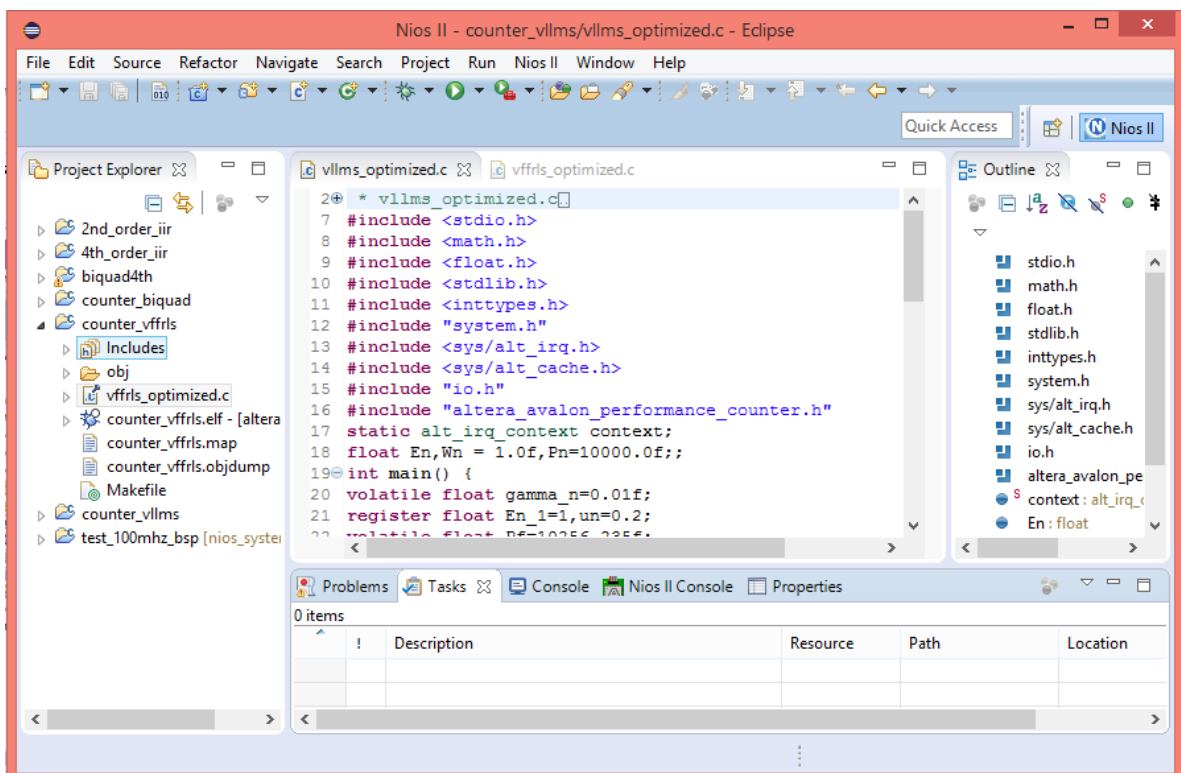 Nios II - counter_vllms/vllms_optimized.c - Eclipse
File Edit Source Refactor Navigate Search Project Run Nios II Window Help
Quick Access
Nios II
Project Explorer
2nd_order_iir
4th_order_iir
biquad4th
counter_biquad
counter_vffrls
Includes
obj
vffrls_optimized.c
counter_vffrls.elf - [altera
counter_vffrls.map
counter_vffrls.objdump
Makefile
counter_vllms
test_100mhz_bsp [nios_system
vllms_optimized.c vffrls_optimized.c
2 * vllms_optimized.c
7 #include <stdio.h>
8 #include <math.h>
9 #include <float.h>
10 #include <stdlib.h>
11 #include <inttypes.h>
12 #include "system.h"
13 #include <sys/alt_irq.h>
14 #include <sys/alt_cache.h>
15 #include "io.h"
16 #include "altera_avalon_performance_counter.h"
17 static alt_irq_context context;
18 float En,Wn = 1.0f,Pn=10000.0f;;
19 int main() {
20 volatile float gamma_n=0.01f;
21 register float En_1=1,un=0.2;
22 volatile float Pf=10256.235f;
Outline
stdio.h
math.h
float.h
stdlib.h
inttypes.h
system.h
sys/alt_irq.h
sys/alt_cache.h
io.h
altera_avalon_pe
context : alt_irq_c
En : float
Problems Tasks Console Nios II Console Properties
0 items
! Description Resource Path Location